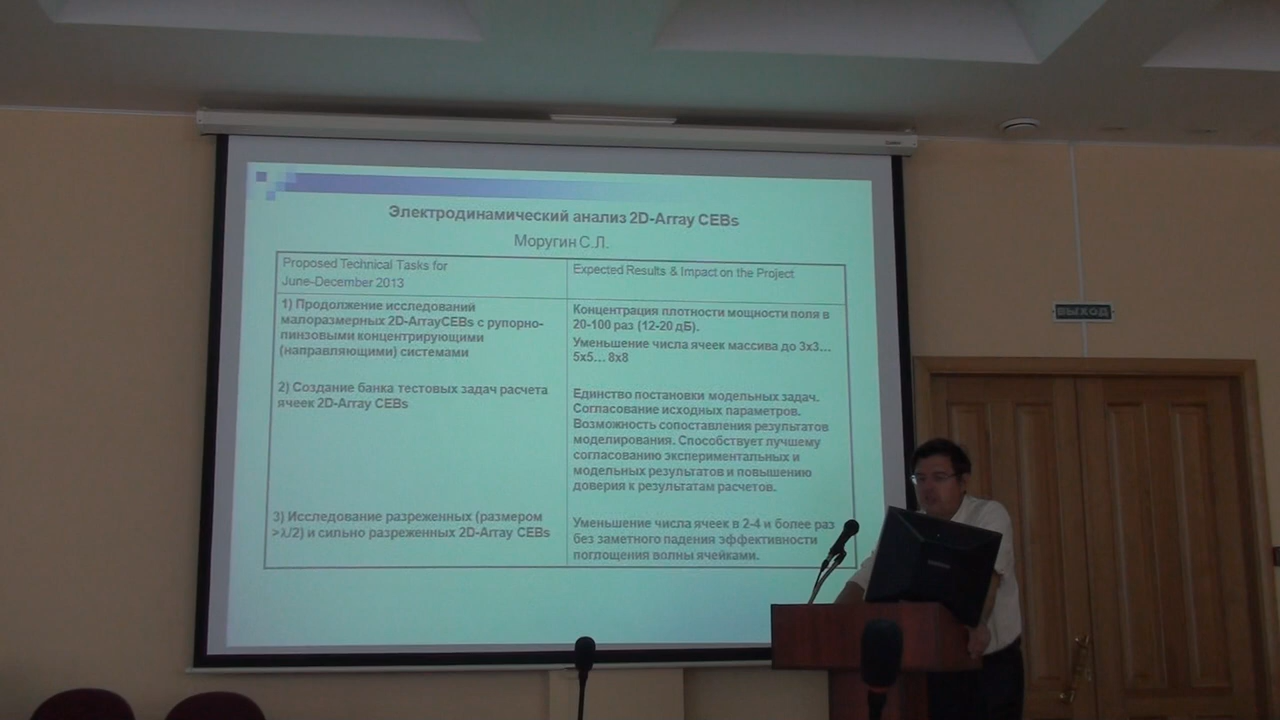 Электродинамический анализ 2D-Array CEBs
Моругин С.Л.
Proposed Technical Tasks for
June-December 2013
Expected Results & Impact on the Project
1) Продолжение исследований
малоразмерных 2D-ArrayCEBs с рупорно-
линзовыми концентрирующими
(направляющими) системами
Концентрация плотности мощности поля в
20-100 раз (12-20 дБ).
Уменьшение числа ячеек массива до 3х3…
5х5… 8х8
2) Создание банка тестовых задач расчета
ячеек 2D-Array CEBs
Единство постановки модельных задач.
Согласование исходных параметров.
Возможность сопоставления результатов
моделирования. Способствует лучшему
согласованию экспериментальных и
модельных результатов и повышению
доверия к результатам расчетов.
3) Исследование разреженных (размером
>λ/2) и сильно разреженных 2D-Array CEBs
Уменьшение числа ячеек в 2-4 и более раз
без заметного падения эффективности
поглощения волны ячейками.
ВЫХОД